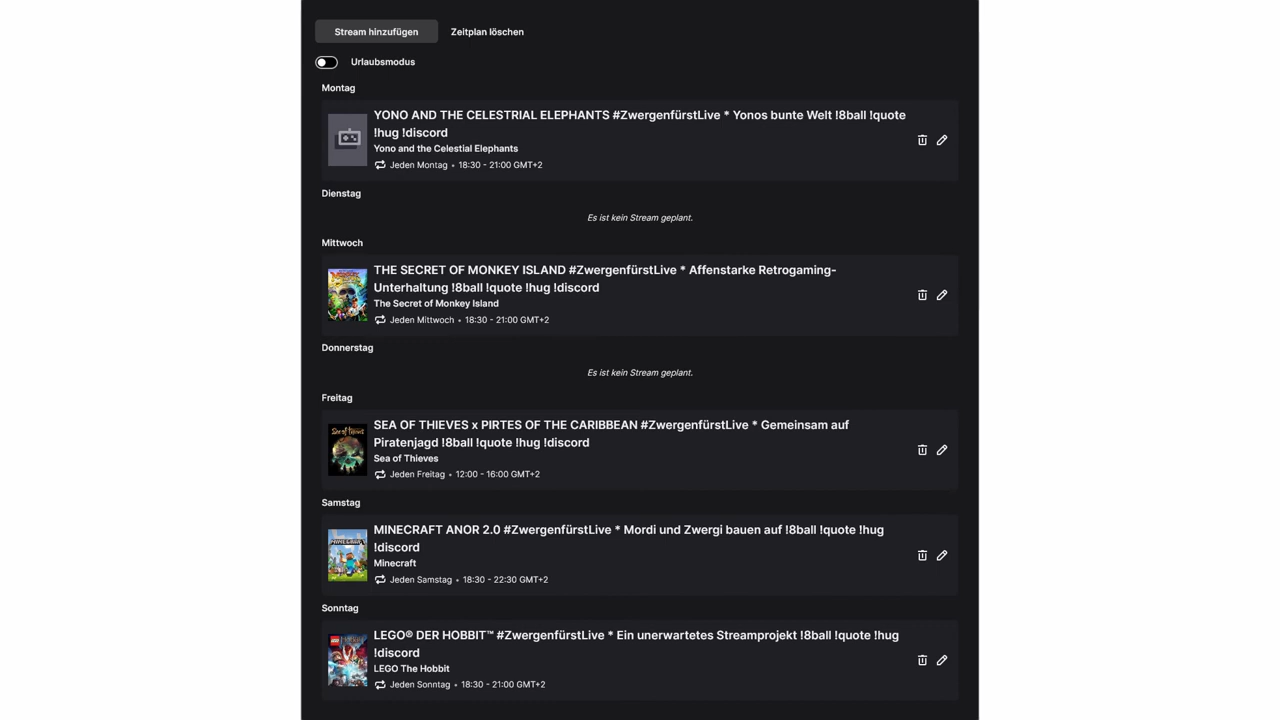 Stream hinzufügen Zeitplan löschen
Urlaubsmodus
Montag
YONO AND THE CELESTRIAL ELEPHANTS #ZwergenfürstLive * Yonos bunte Welt !8ball !quote
!hug !discord
Yono and the Celestial Elephants
Jeden Montag • 18:30 - 21:00 GMT+2
Dienstag
Es ist kein Stream geplant.
Mittwoch
THE SECRET OF MONKEY ISLAND #ZwergenfürstLive * Affenstarke Retrogaming-
Unterhaltung !8ball !quote !hug !discord
The Secret of Monkey Island
Jeden Mittwoch • 18:30 - 21:00 GMT+2
Donnerstag
Es ist kein Stream geplant.
Freitag
SEA OF THIEVES x PIRTES OF THE CARIBBEAN #ZwergenfürstLive * Gemeinsam auf
Piratenjagd !8ball !quote !hug !discord
Sea of Thieves
Sea of Thieves
Jeden Freitag • 12:00 - 16:00 GMT+2
Samstag
MINECRAFT ANOR 2.0 #ZwergenfürstLive * Mordi und Zwergi bauen auf !8ball !quote !hug
!discord
MINECRAFT
Minecraft
Jeden Samstag • 18:30 - 22:30 GMT+2
Sonntag
LEGO® DER HOBBIT™ #ZwergenfürstLive * Ein unerwartetes Streamprojekt !8ball !quote !hug
!discord
LEGO
LEGO The Hobbit
Jeden Sonntag • 18:30 - 21:00 GMT+2